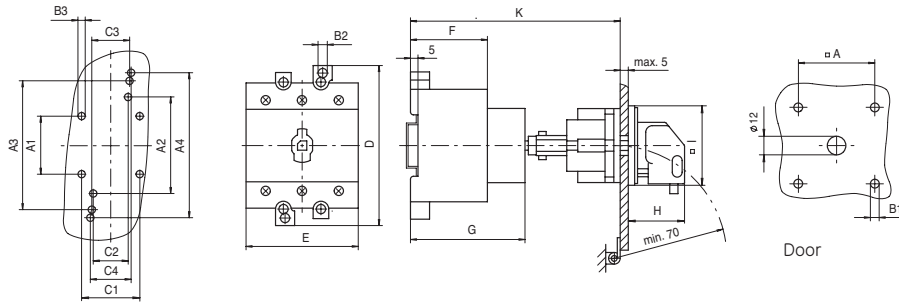 B3
C3
A3
A1
A2
A4
C2
C4
C1
B2
D
E
K
F
5
G
max. 5
□ I
H
min. 70
□ A
ø12
B1
Door